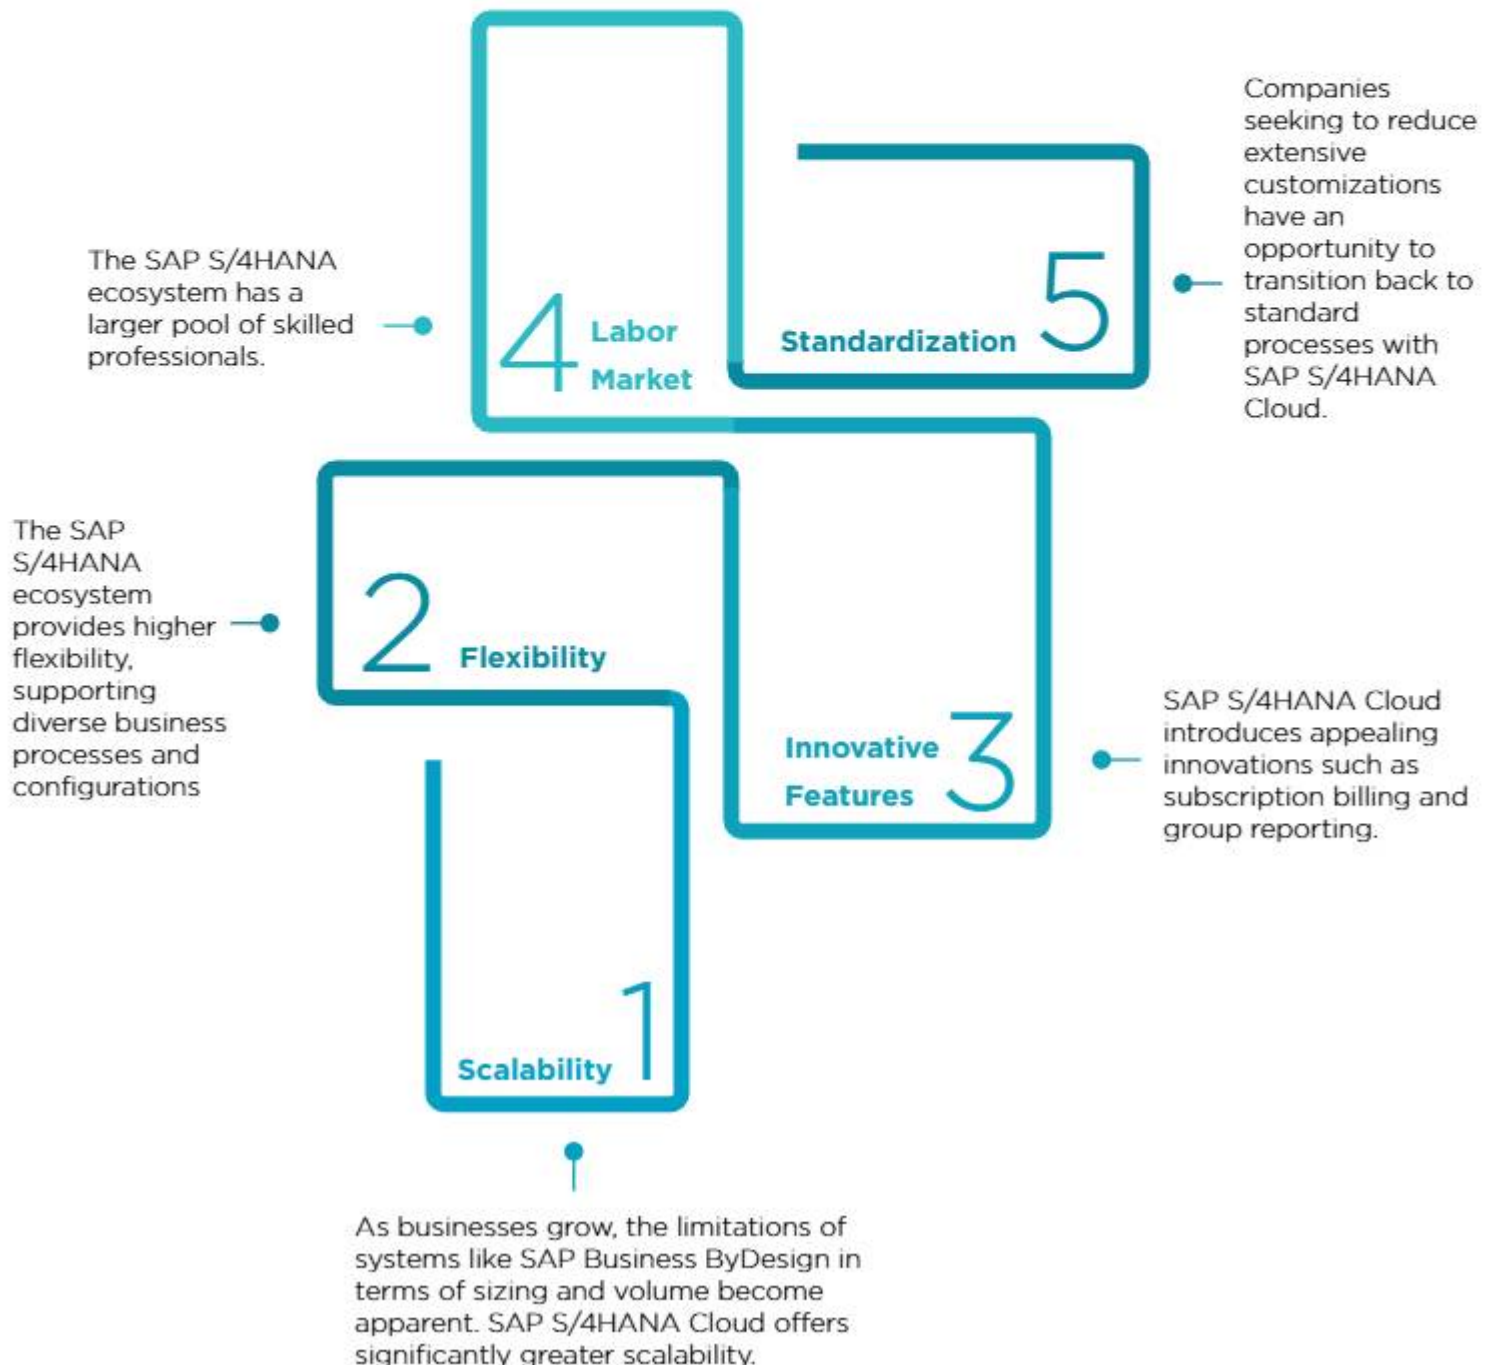 Companies
seeking to reduce
extensive
customizations
have an
opportunity to
transition back to
standard
processes with
SAP S/4HANA
Cloud.
5
Standardization
The SAP S/4HANA
ecosystem has a
larger pool of skilled
professionals.
4
Labor
Market
The SAP
S/4HANA
ecosystem
provides higher
flexibility,
supporting
diverse business
processes and
configurations
2
Flexibility
Innovative
Features
3
SAP S/4HANA Cloud
introduces appealing
innovations such as
subscription billing and
group reporting.
1
Scalability
As businesses grow, the limitations of
systems like SAP Business ByDesign in
terms of sizing and volume become
apparent. SAP S/4HANA Cloud offers
significantly greater scalability.